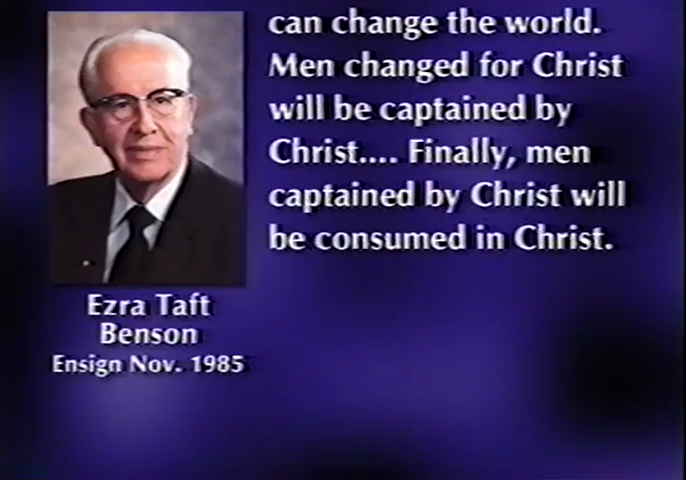 can change the world.
Men changed for Christ
will be captained by
Christ.... Finally, men
captained by Christ will
be consumed in Christ.
Ezra Taft
Benson
Ensign Nov. 1985